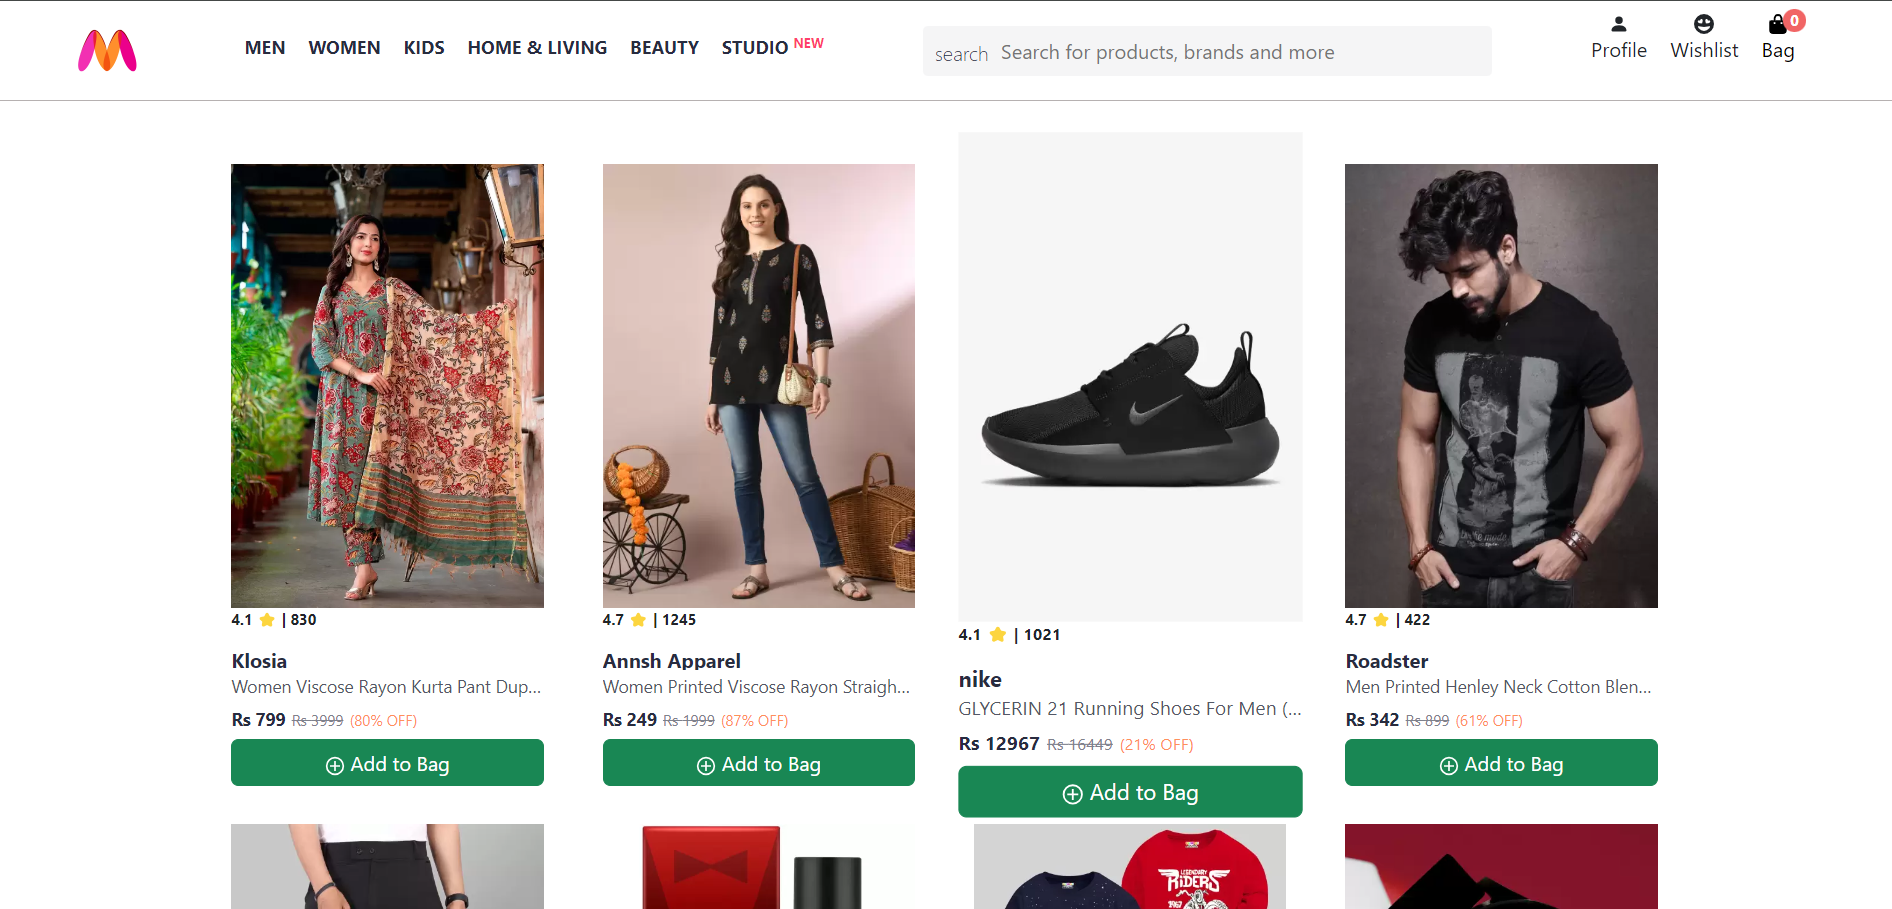 MEN WOMEN KIDS HOME & LIVING BEAUTY STUDIO NEW
search Search for products, brands and more
Profile Wishlist Bag 0
4.1 | 830
Klosia
Women Viscose Rayon Kurta Pant Dup...
Rs 799 Rs 3999 (80% OFF)
Add to Bag
4.7 | 1245
Annsh Apparel
Women Printed Viscose Rayon Straigh...
Rs 249 Rs 1999 (87% OFF)
Add to Bag
4.1 | 1021
nike
GLYCERIN 21 Running Shoes For Men (...
Rs 12967 Rs 16449 (21% OFF)
Add to Bag
4.7 | 422
Roadster
Men Printed Henley Neck Cotton Blen...
Rs 342 Rs 899 (61% OFF)
Add to Bag
LEGENDARY
RIDERS
1967